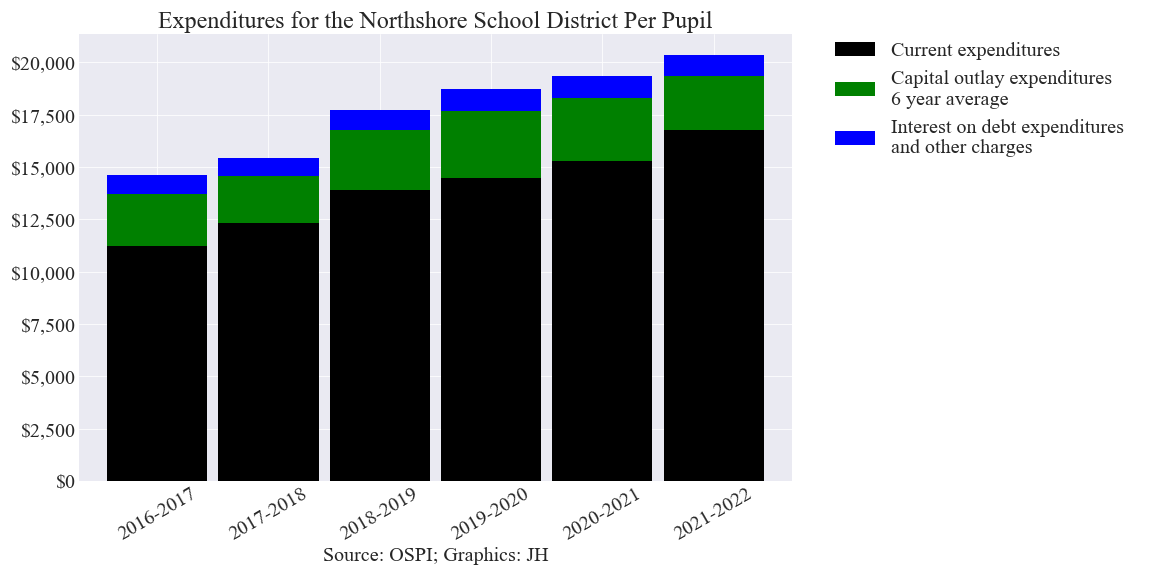 Expenditures for the Northshore School District Per Pupil
$20,000
$17,500
$15,000
$12,500
$10,000
$7,500
$5,000
$2,500
$0
2016-2017
2017-2018
2018-2019
2019-2020
2020-2021
2021-2022
Source: OSPI; Graphics: JH
Current expenditures
Capital outlay expenditures
6 year average
Interest on debt expenditures
and other charges